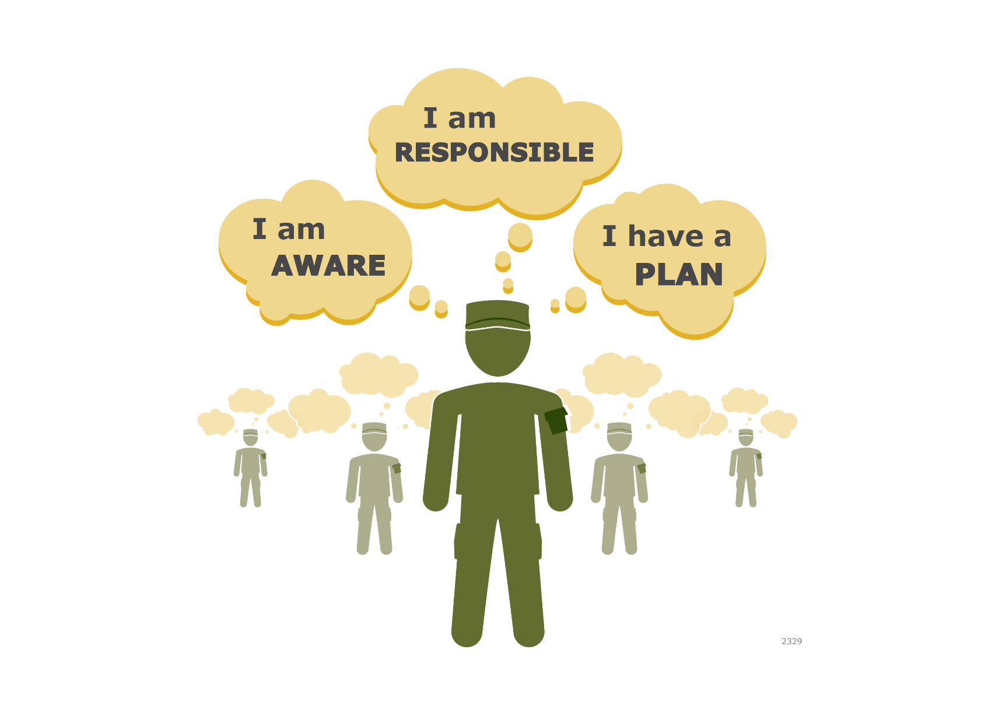 I am
RESPONSIBLE
I am
AWARE
I have a
PLAN
2329